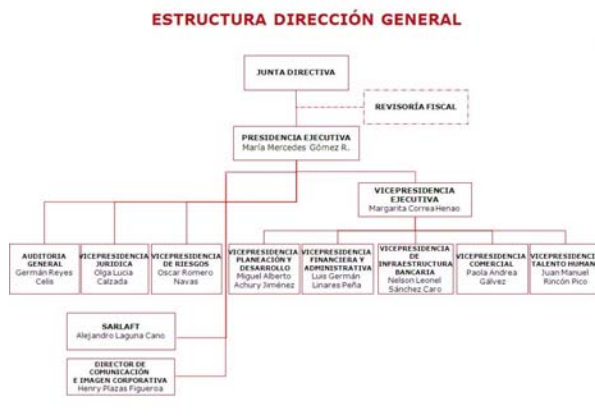 ESTRUCTURA DIRECCIÓN GENERAL
JUNTA DIRECTIVA
REVISORÍA FISCAL
PRESIDENCIA EJECUTIVA
María Mercedes Gómez R.
VICEPRESIDENCIA
EJECUTIVA
Margarita Correa Henao
AUDITORIA
GENERAL
Germán Reyes
Celis
VICEPRESIDENCIA
JURIDICA
Olga Lucia
Calzada
VICEPRESIDENCIA
DE RIESGOS
Oscar Romero
Navas
VICEPRESIDENCIA
PLANEACIÓN Y
DESARROLLO
Miguel Alberto
Achury Jiménez
VICEPRESIDENCIA
FINANCIERA Y
ADMINISTRATIVA
Luis Germán
Linares Peña
VICEPRESIDENCIA
DE
INFRAESTRUCTURA
BANCARIA
Nelson Leonel
Sánchez Caro
VICEPRESIDENCIA
COMERCIAL
Paola Andrea
Gálvez
VICEPRESIDENCIA
TALENTO HUMANO
Juan Manuel
Rincón Pico
SARLAFT
Alejandro Laguna Cano
DIRECTOR DE
COMUNICACIÓN
E IMAGEN CORPORATIVA
Henry Plazas Figueroa